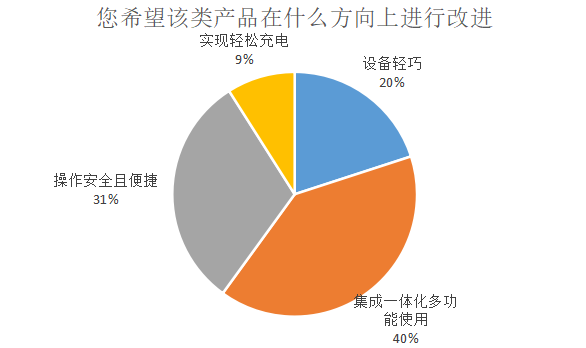 您希望该类产品在什么方向上进行改进
实现轻松充电
9%
设备轻巧
20%
操作安全且便捷
31%
集成一体化多功
能使用
40%